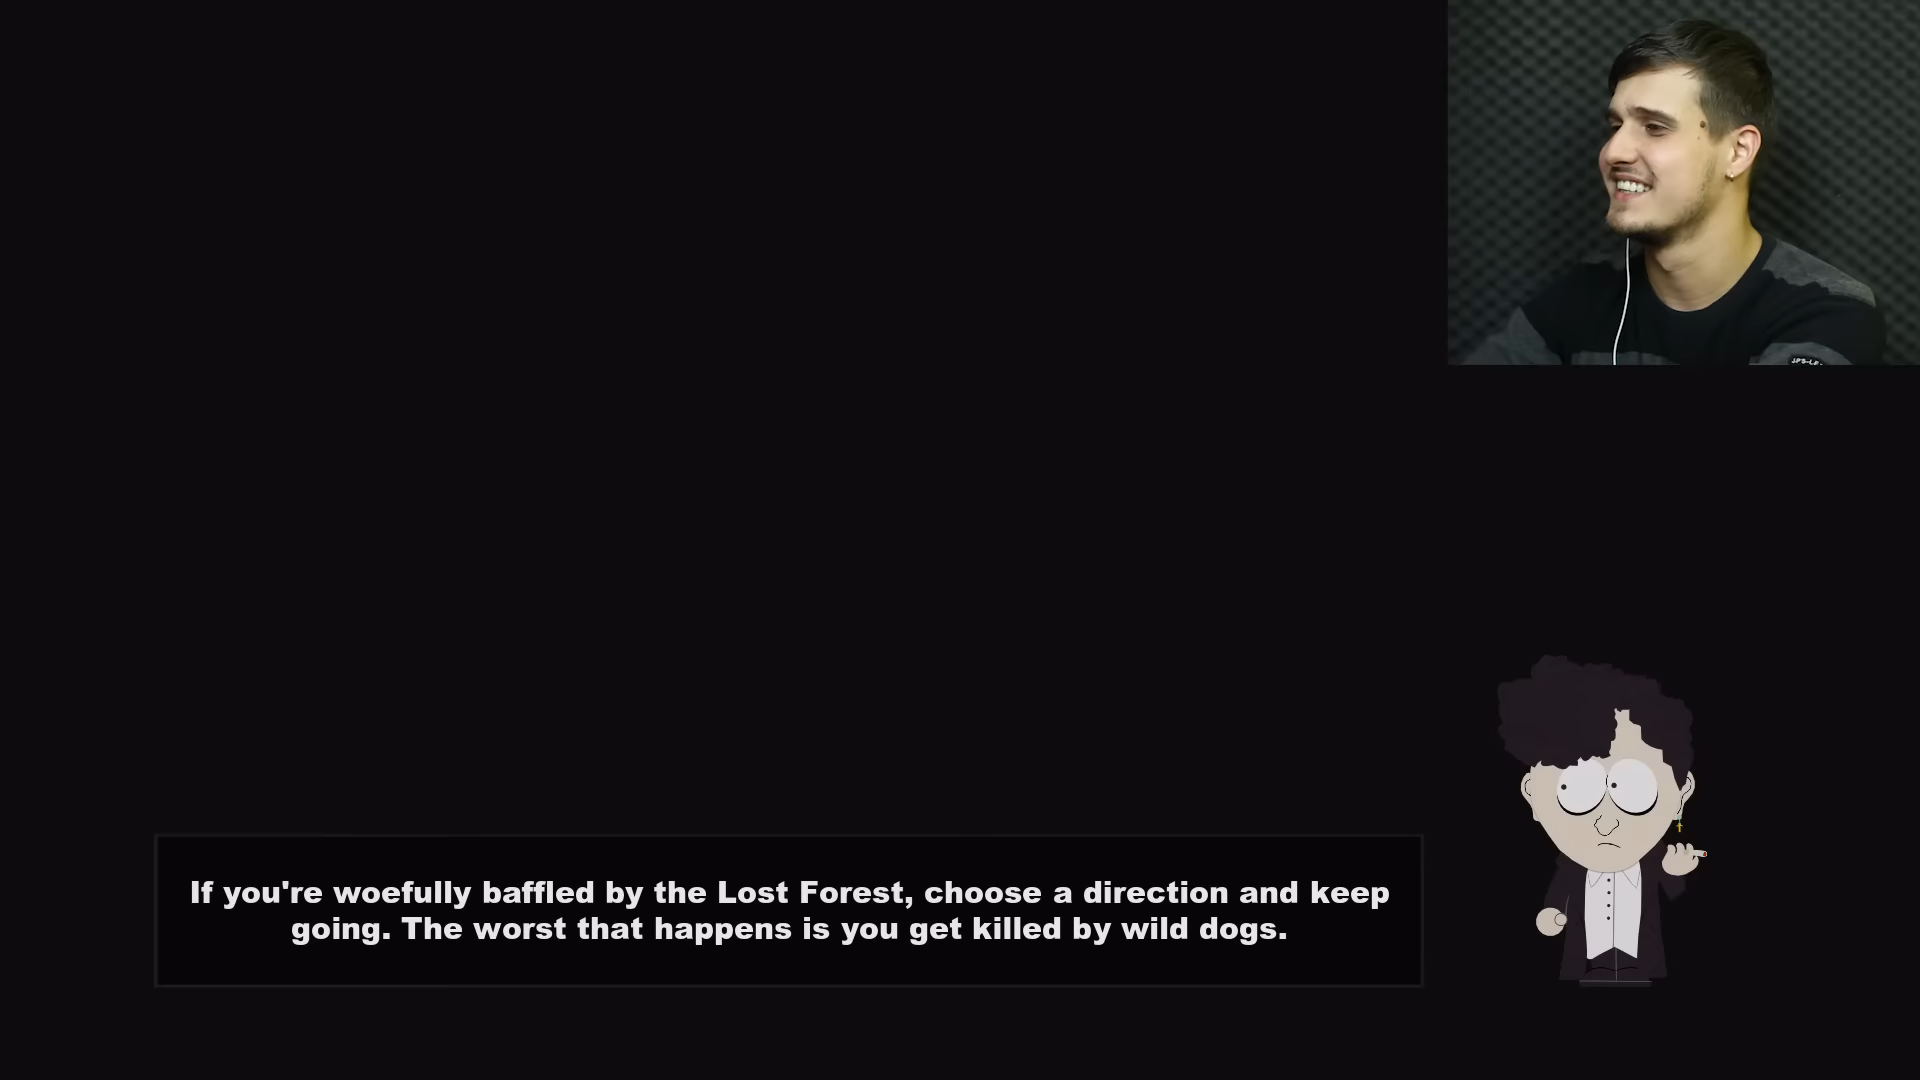 If you're woefully baffled by the Lost Forest, choose a direction and keep
going. The worst that happens is you get killed by wild dogs.